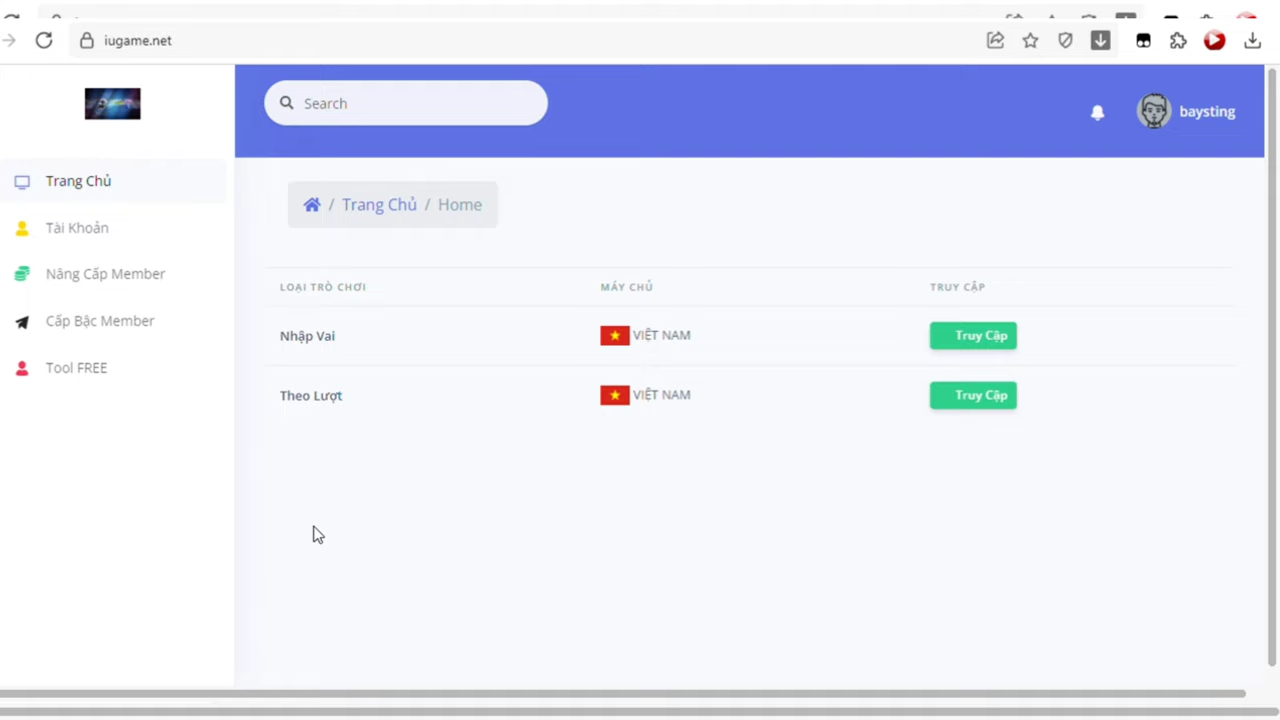 iugame.net
Search
baysting
Trang Chủ
Tài Khoản
Nâng Cấp Member
Cấp Bậc Member
Tool FREE
/ Trang Chủ / Home
LOẠI TRÒ CHƠI MÁY CHỦ TRUY CẬP
Nhập Vai VIỆT NAM Truy Cập
Theo Lượt VIỆT NAM Truy Cập